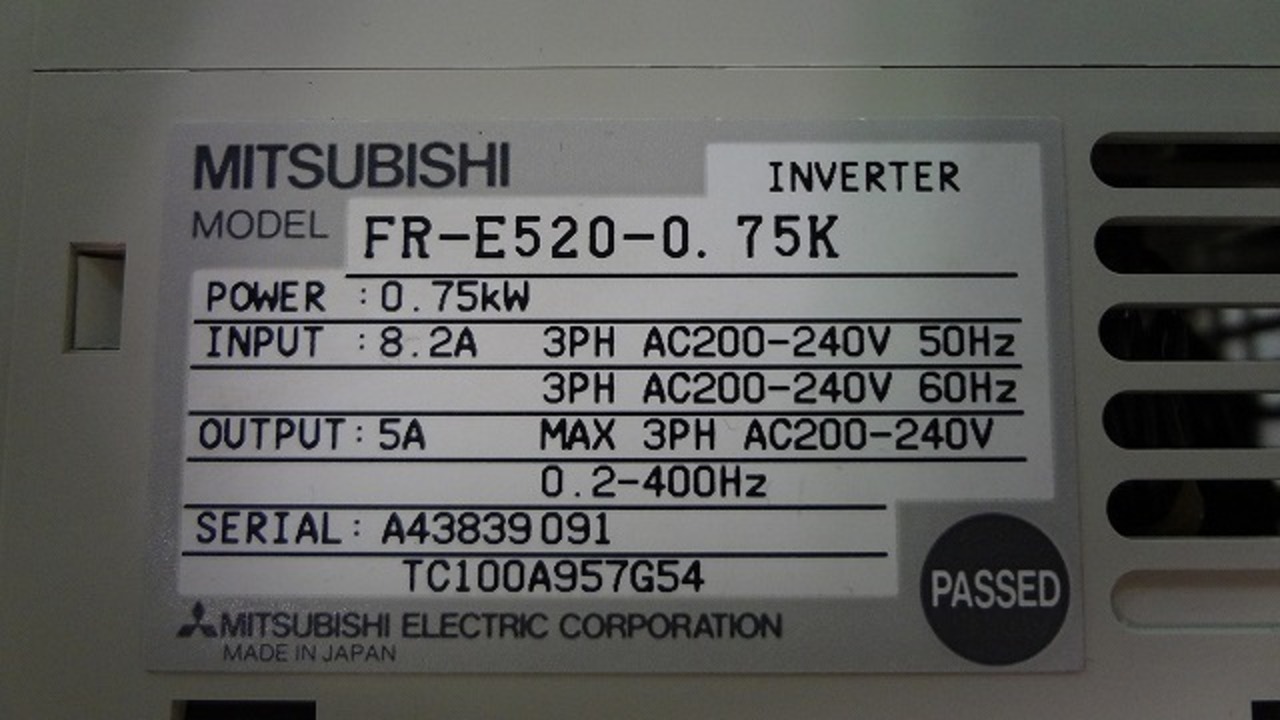 MITSUBISHI
INVERTER
MODEL FR-E520-0.75K
POWER :0.75kW
INPUT :8.2A 3PH AC200-240V 50Hz
3PH AC200-240V 60Hz
OUTPUT:5A MAX 3PH AC200-240V
0.2-400Hz
SERIAL: A43839091
TC100A957G54
PASSED
MITSUBISHI ELECTRIC CORPORATION
MADE IN JAPAN